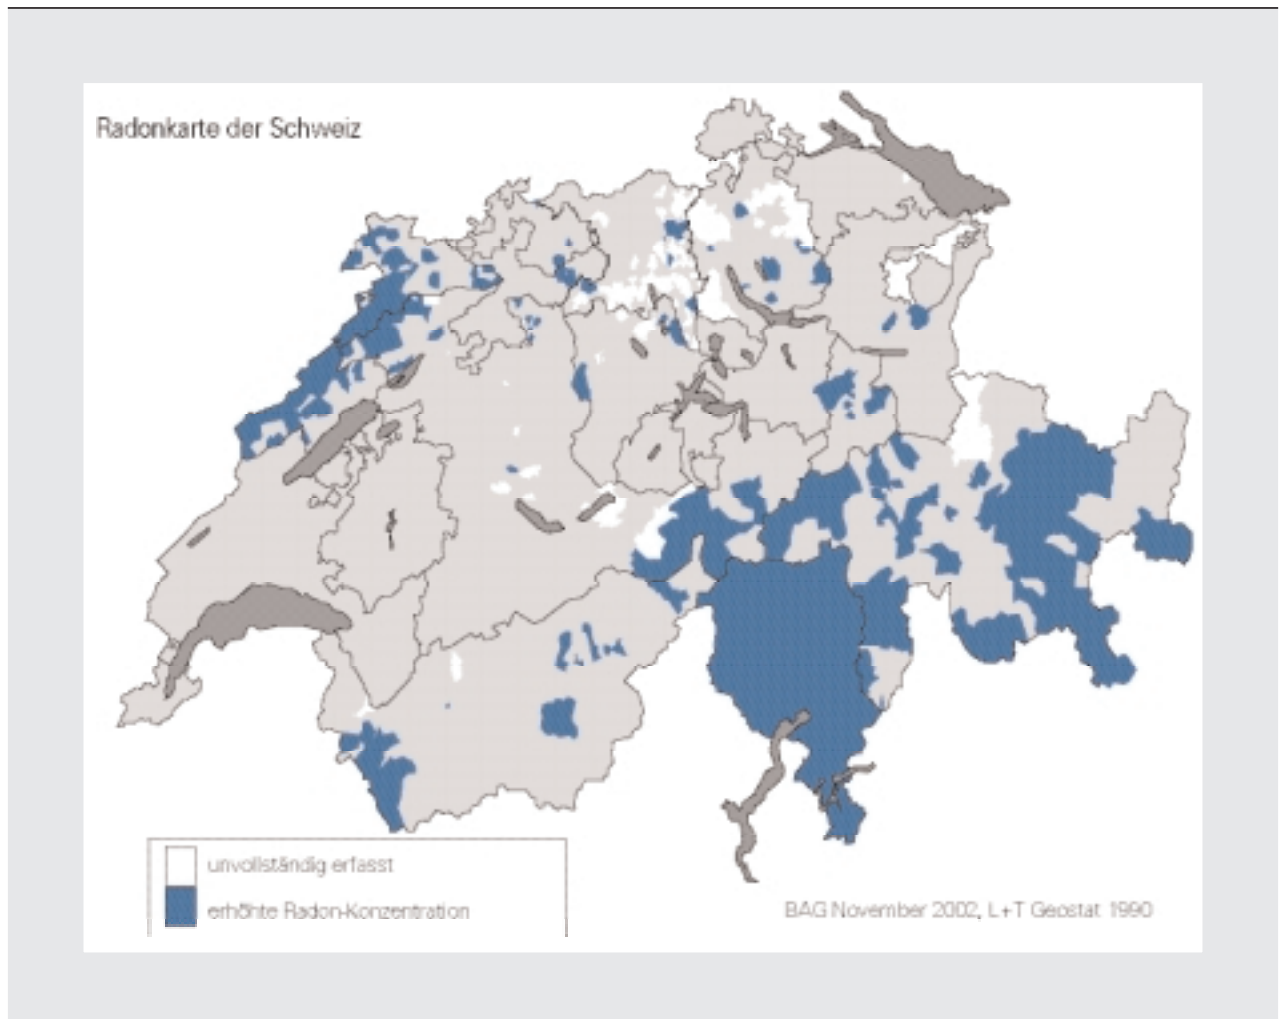 Radonkarte der Schweiz
unvollständig erfasst
erhöhte Radon-Konzentration
BAG November 2002, L+T Geostat 1990